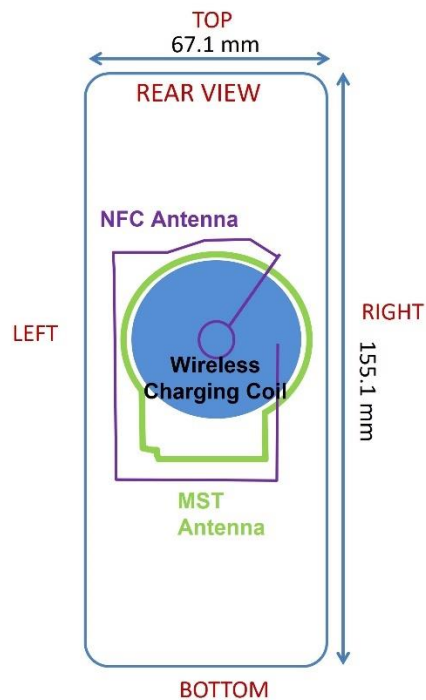 TOP
67.1 mm
REAR VIEW
NFC Antenna
LEFT
RIGHT
155.1 mm
Wireless
Charging Coil
MST
Antenna
BOTTOM